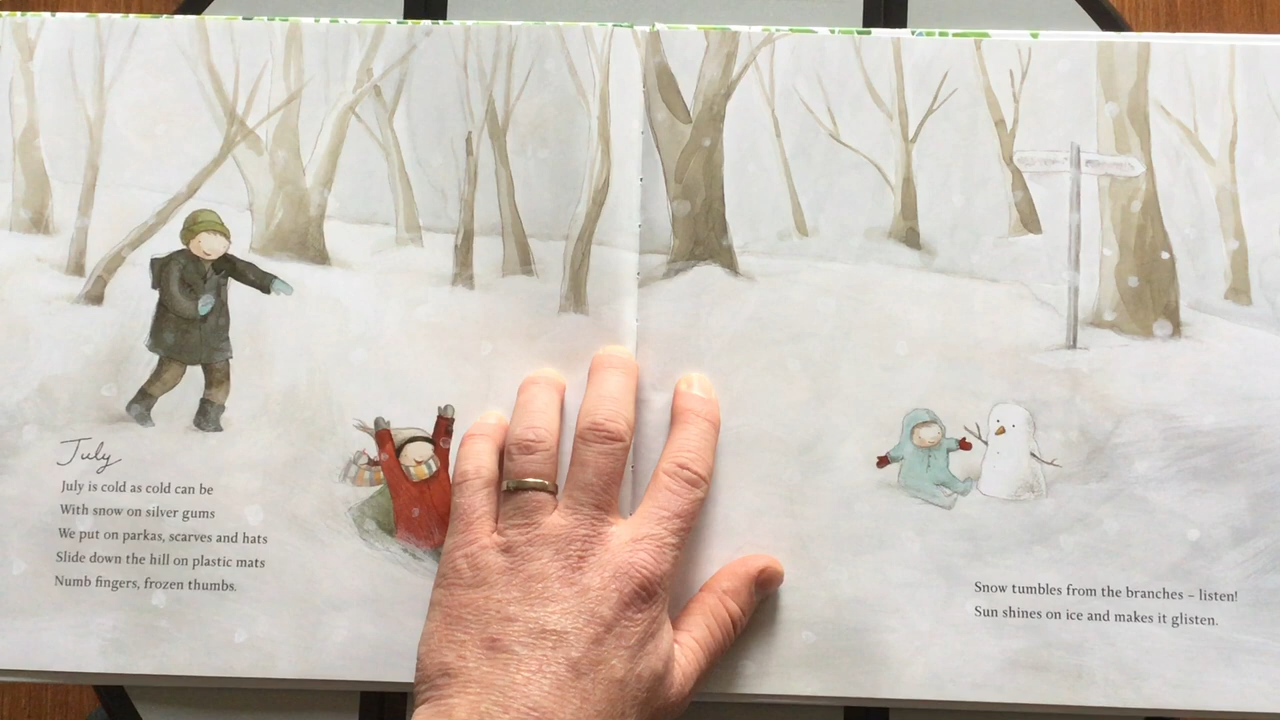 July
July is cold as cold can be
With snow on silver gums
We put on parkas, scarves and hats
Slide down the hill on plastic mats
Numb fingers, frozen thumbs.
Snow tumbles from the branches – listen!
Sun shines on ice and makes it glisten.